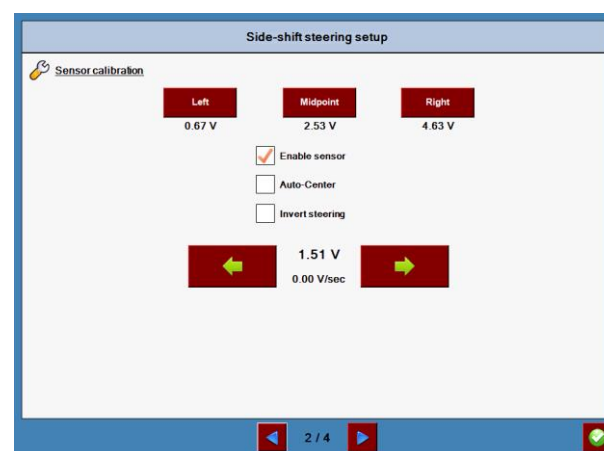 Side-shift steering setup
Sensor calibration
Left Midpoint Right
0.67 V 2.53 V 4.63 V
Enable sensor
Auto-Center
Invert steering
1.51 V
0.00 V/sec
2 / 4